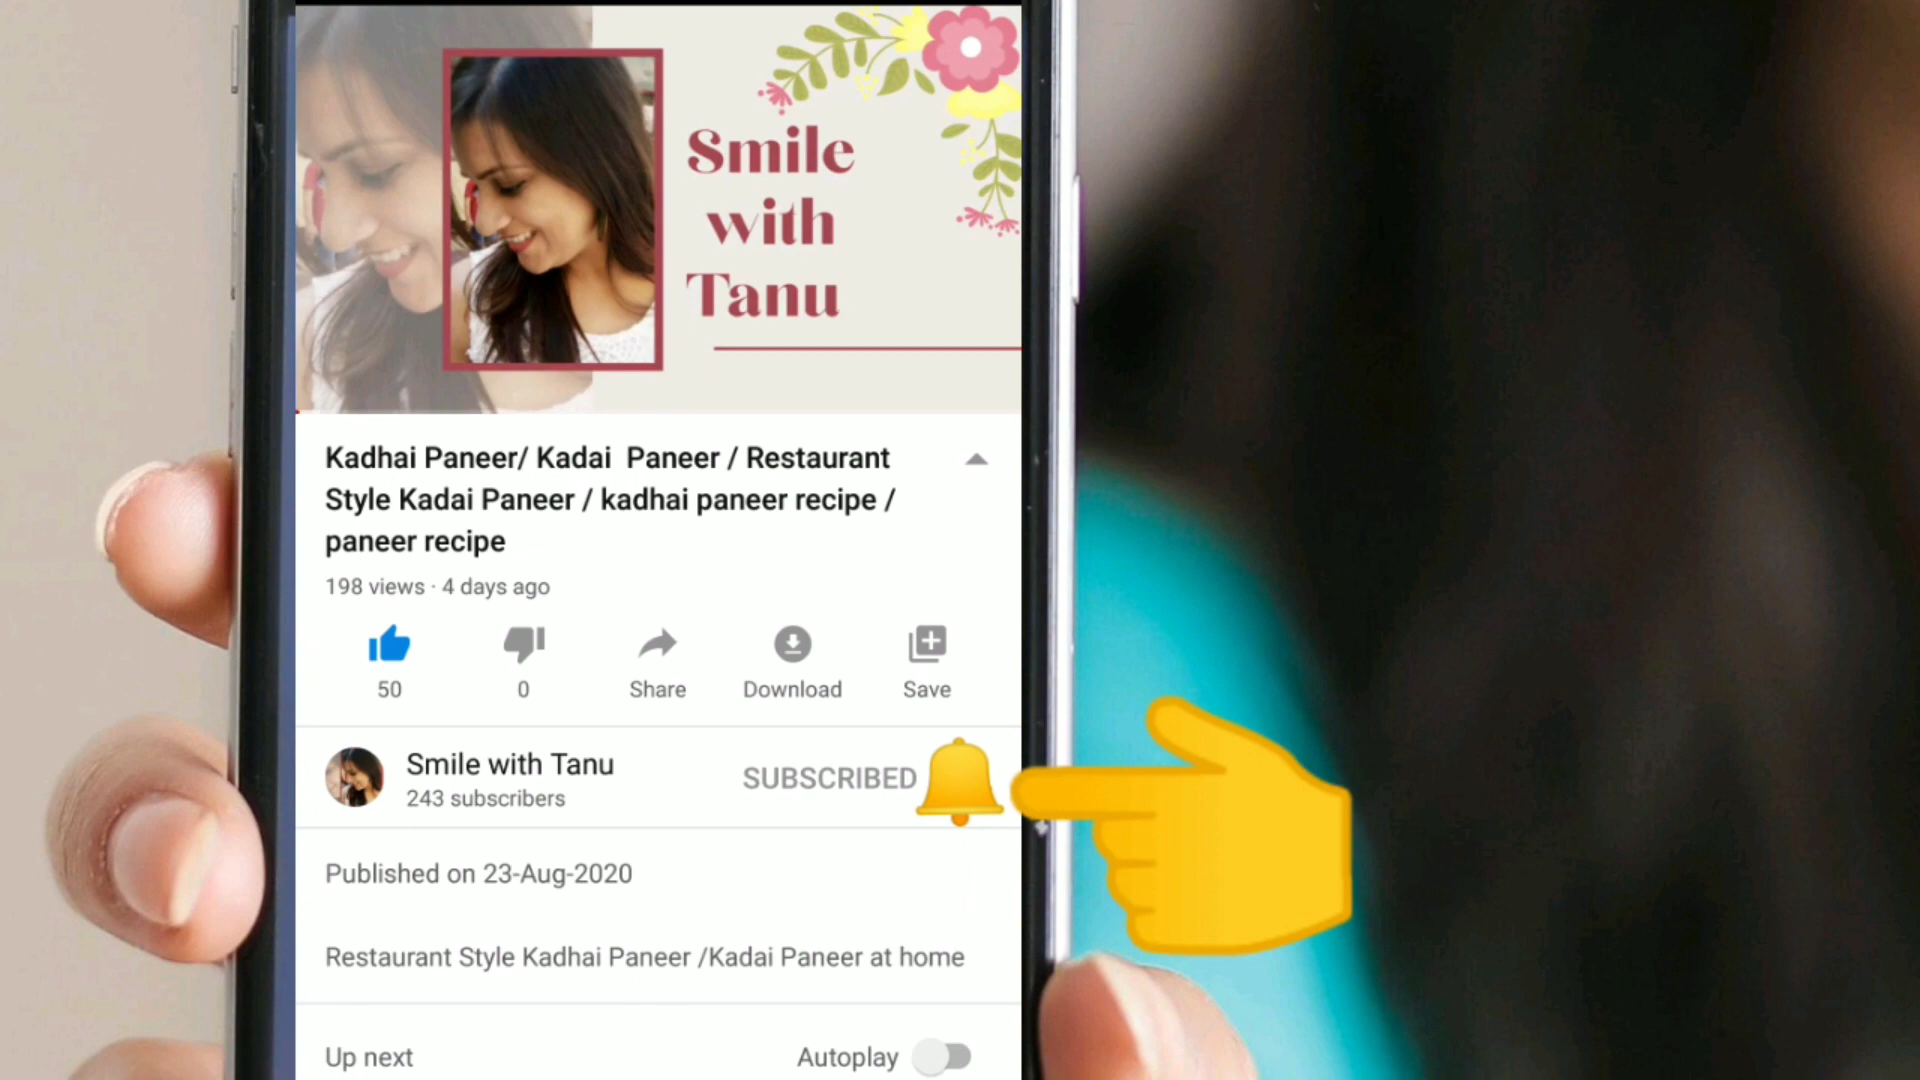 Smile
with
Tanu
Kadhai Paneer/ Kadai  Paneer / Restaurant
Style Kadai Paneer / kadhai paneer recipe /
paneer recipe
198 views · 4 days ago
50
0
Share
Download
Save
Smile with Tanu
243 subscribers
SUBSCRIBED
Published on 23-Aug-2020
Restaurant Style Kadhai Paneer /Kadai Paneer at home
Up next
Autoplay